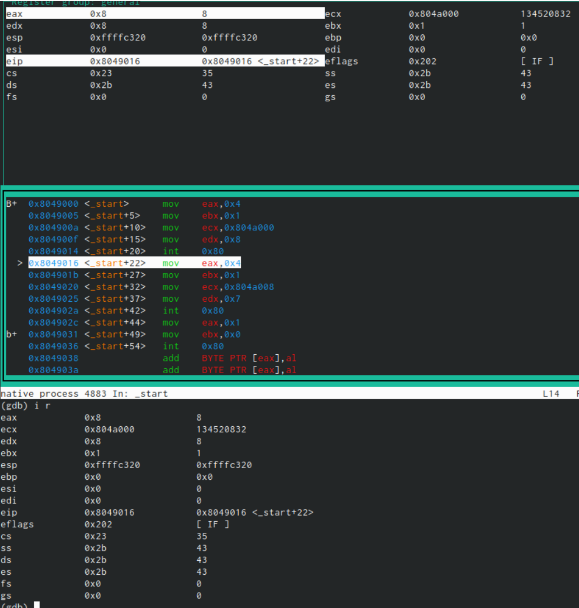 Register group: general
eax 0x8 8 ecx 0x804a000 134520832
edx 0x8 8 ebx 0x1 1
esp 0xffffc320 0xffffc320 ebp 0x0 0x0
esi 0x0 0 edi 0x0 0
eip 0x8049016 0x8049016 <_start+22> eflags 0x202 [ IF ]
cs 0x23 35 ss 0x2b 43
ds 0x2b 43 es 0x2b 43
fs 0x0 0 gs 0x0 0
B+ 0x8049000 <_start> mov eax,0x4
0x8049005 <_start+5> mov ebx,0x1
0x804900a <_start+10> mov ecx,0x804a000
0x804900f <_start+15> mov edx,0x8
0x8049014 <_start+20> int 0x80
> 0x8049016 <_start+22> mov eax,0x4
0x804901b <_start+27> mov ebx,0x1
0x8049020 <_start+32> mov ecx,0x804a008
0x8049025 <_start+37> mov edx,0x7
0x804902a <_start+42> int 0x80
0x804902c <_start+44> mov eax,0x1
b+ 0x8049031 <_start+49> mov ebx,0x0
0x8049036 <_start+54> int 0x80
0x8049038 add BYTE PTR [eax],al
0x804903a add BYTE PTR [eax],al
native process 4883 In: _start L14
(gdb) i r
eax 0x8 8
ecx 0x804a000 134520832
edx 0x8 8
ebx 0x1 1
esp 0xffffc320 0xffffc320
ebp 0x0 0x0
esi 0x0 0
edi 0x0 0
eip 0x8049016 0x8049016 <_start+22>
eflags 0x202 [ IF ]
cs 0x23 35
ss 0x2b 43
ds 0x2b 43
es 0x2b 43
fs 0x0 0
gs 0x0 0
(gdb)